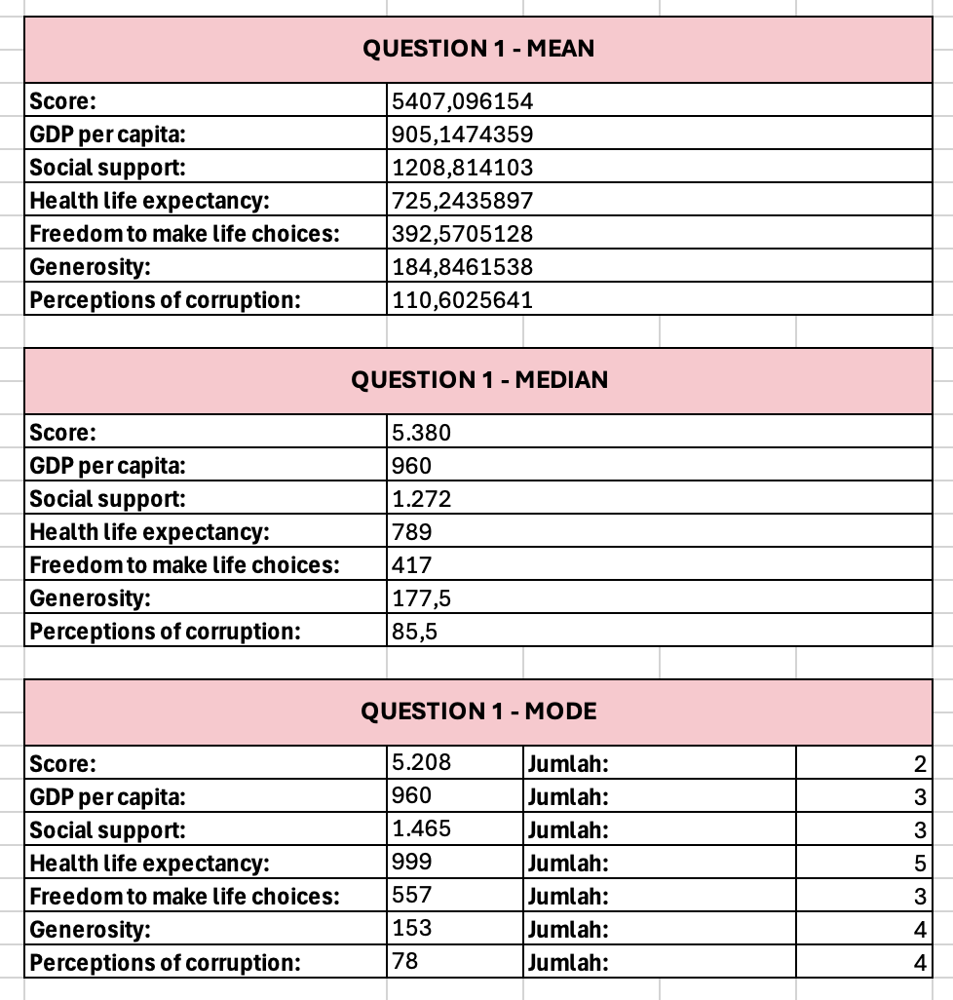 QUESTION 1 - MEAN
Score: 5407,096154
GDP per capita: 905,1474359
Social support: 1208,814103
Health life expectancy: 725,2435897
Freedom to make life choices: 392,5705128
Generosity: 184,8461538
Perceptions of corruption: 110,6025641
QUESTION 1 - MEDIAN
Score: 5.380
GDP per capita: 960
Social support: 1.272
Health life expectancy: 789
Freedom to make life choices: 417
Generosity: 177,5
Perceptions of corruption: 85,5
QUESTION 1 - MODE
Score: 5.208 Jumlah: 2
GDP per capita: 960 Jumlah: 3
Social support: 1.465 Jumlah: 3
Health life expectancy: 999 Jumlah: 5
Freedom to make life choices: 557 Jumlah: 3
Generosity: 153 Jumlah: 4
Perceptions of corruption: 78 Jumlah: 4